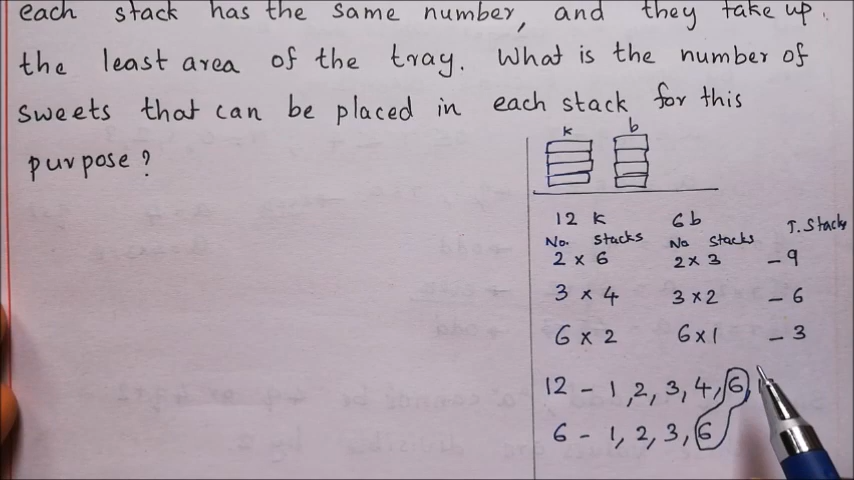 each stack has the same number, and they take up
the least area of the tray. What is the number of
sweets that can be placed in each stack for this
purpose?
k b
12 k 6 b T. Stacks
No. Stacks No Stacks
2 x 6 2 x 3 - 9
3 x 4 3 x 2 - 6
6 x 2 6 x 1 - 3
12 - 1, 2, 3, 4, 6, 1
6 - 1, 2, 3, 6